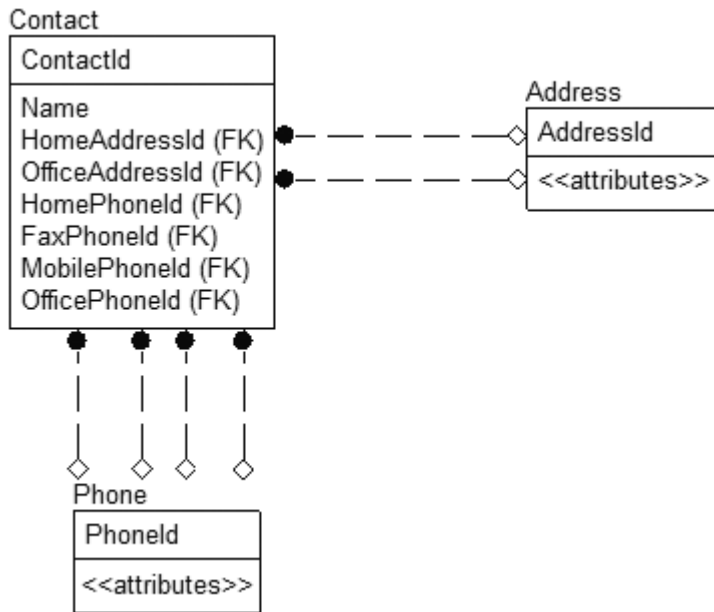 Contact
ContactId
Name
HomeAddressId (FK)
OfficeAddressId (FK)
HomePhoneId (FK)
FaxPhoneId (FK)
MobilePhoneId (FK)
OfficePhoneId (FK)
Address
AddressId
<<attributes>>
Phone
PhoneId
<<attributes>>